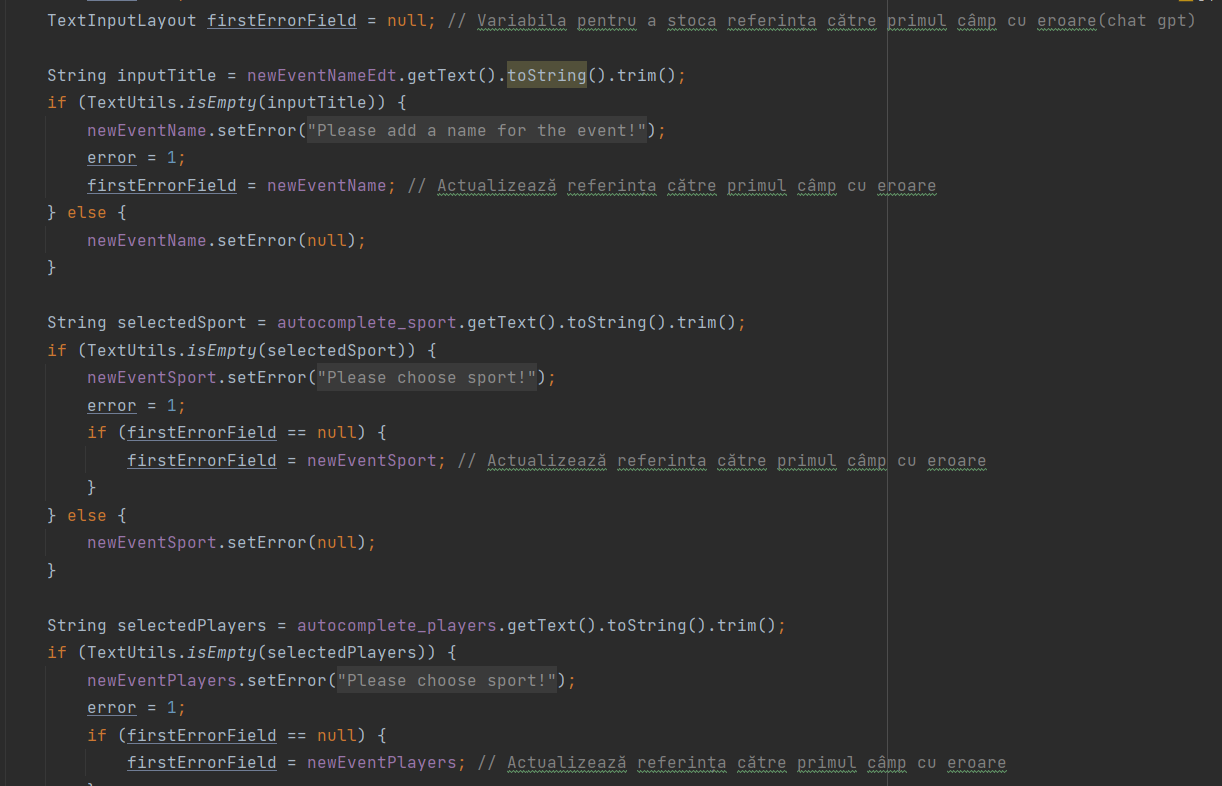 TextInputLayout firstErrorField = null; // Variabila pentru a stoca referința către primul câmp cu eroare(chat gpt)
String inputTitle = newEventNameEdt.getText().toString().trim();
if (TextUtils.isEmpty(inputTitle)) {
newEventName.setError("Please add a name for the event!");
error = 1;
firstErrorField = newEventName; // Actualizează referința către primul câmp cu eroare
} else {
newEventName.setError(null);
}
String selectedSport = autocomplete_sport.getText().toString().trim();
if (TextUtils.isEmpty(selectedSport)) {
newEventSport.setError("Please choose sport!");
error = 1;
if (firstErrorField == null) {
firstErrorField = newEventSport; // Actualizează referința către primul câmp cu eroare
}
} else {
newEventSport.setError(null);
}
String selectedPlayers = autocomplete_players.getText().toString().trim();
if (TextUtils.isEmpty(selectedPlayers)) {
newEventPlayers.setError("Please choose sport!");
error = 1;
if (firstErrorField == null) {
firstErrorField = newEventPlayers; // Actualizează referința către primul câmp cu eroare